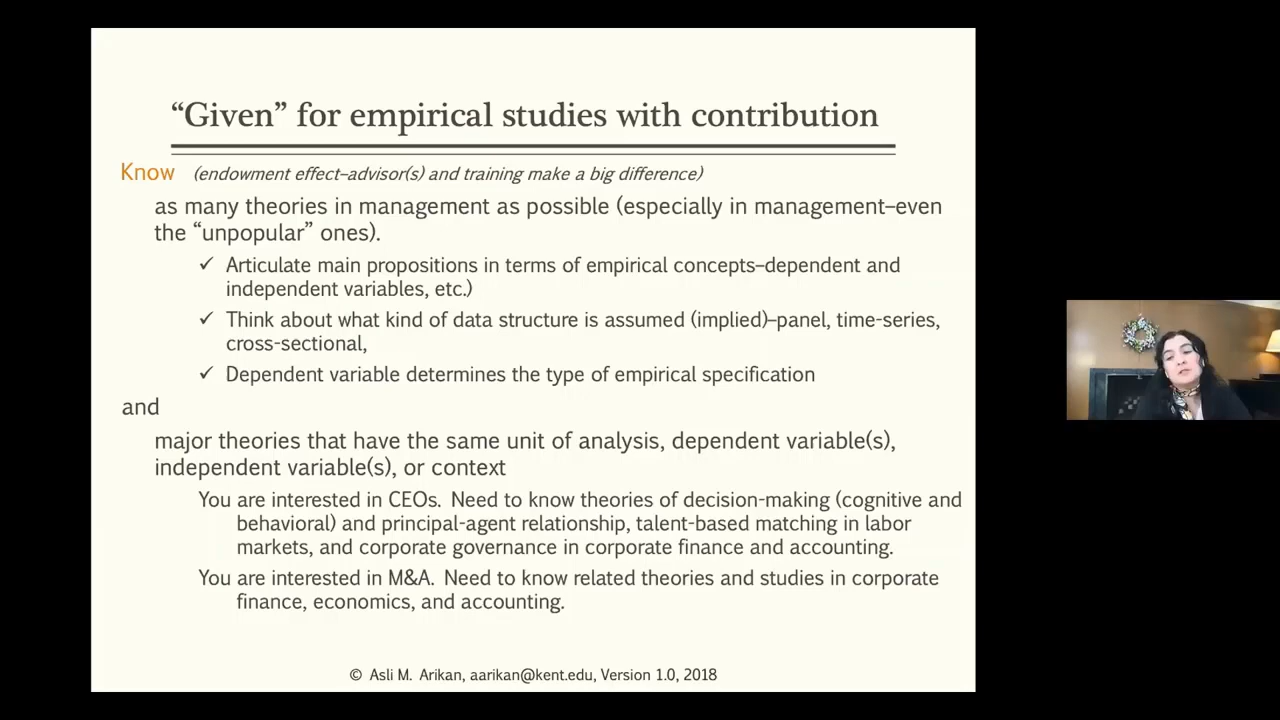 “Given” for empirical studies with contribution
Know (endowment effect–advisor(s) and training make a big difference)
as many theories in management as possible (especially in management–even
the “unpopular” ones).
✓ Articulate main propositions in terms of empirical concepts–dependent and
independent variables, etc.)
✓ Think about what kind of data structure is assumed (implied)–panel, time-series,
cross-sectional,
✓ Dependent variable determines the type of empirical specification
and
major theories that have the same unit of analysis, dependent variable(s),
independent variable(s), or context
You are interested in CEOs. Need to know theories of decision-making (cognitive and
behavioral) and principal-agent relationship, talent-based matching in labor
markets, and corporate governance in corporate finance and accounting.
You are interested in M&A. Need to know related theories and studies in corporate
finance, economics, and accounting.
© Asli M. Arikan, aarikan@kent.edu, Version 1.0, 2018